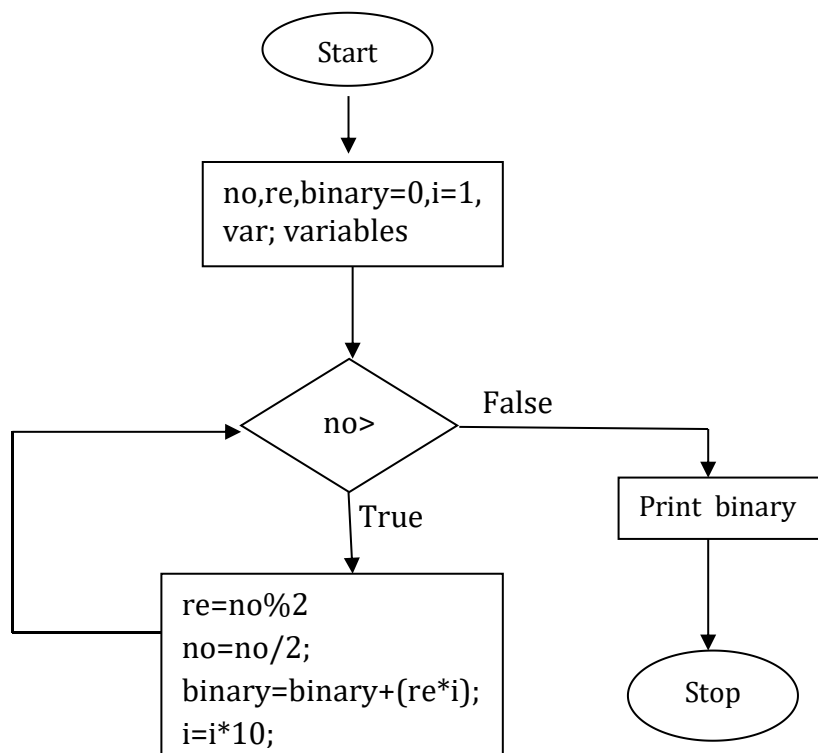 Start
no,re,binary=0,i=1,
var; variables
no>
False
True
Print binary
re=no%2
no=no/2;
binary=binary+(re*i);
i=i*10;
Stop